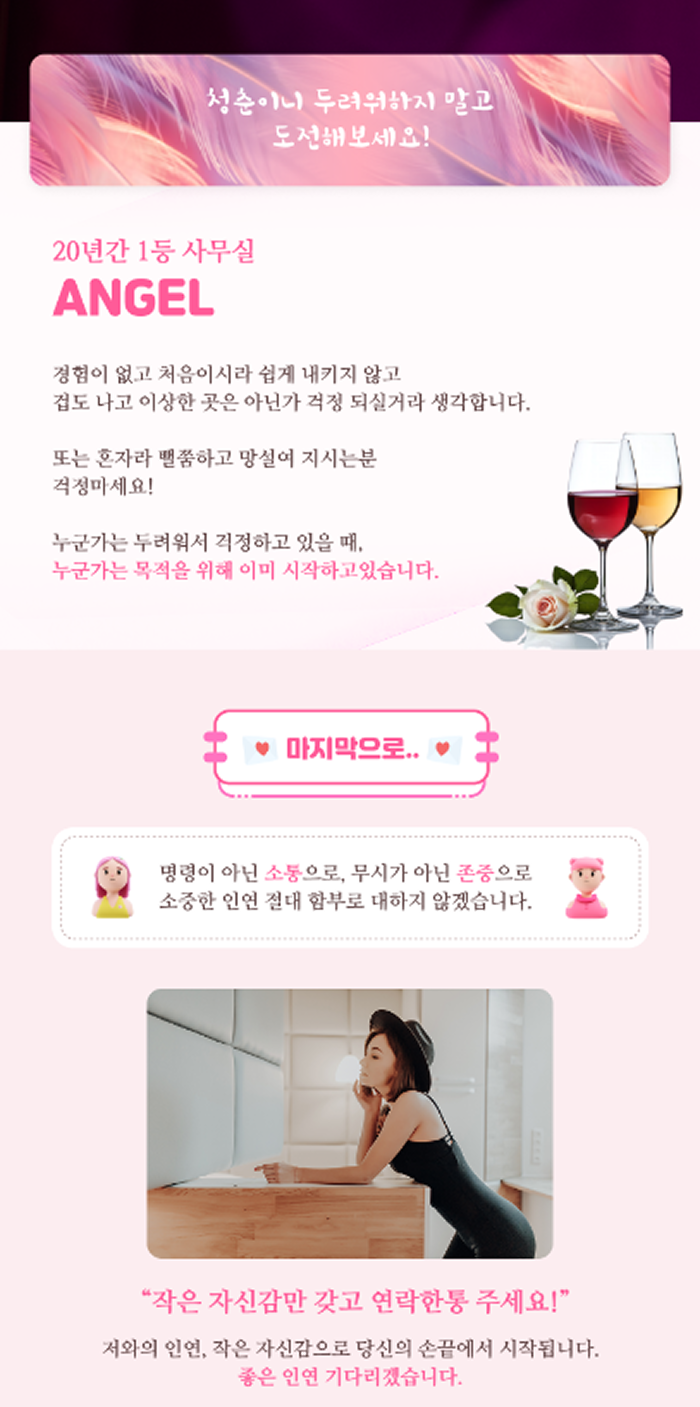 청춘이니 두려워하지 말고
도전해보세요!
20년간 1등 사무실
ANGEL
경험이 없고 처음이시라 쉽게 내키지 않고
겁도 나고 이상한 곳은 아닌가 걱정 되실거라 생각합니다.
또는 혼자라 뻘쭘하고 망설여 지시는분
걱정마세요!
누군가는 두려워서 걱정하고 있을 때,
누군가는 목적을 위해 이미 시작하고있습니다.
마지막으로..
명령이 아닌 소통으로, 무시가 아닌 존중으로
소중한 인연 절대 함부로 대하지 않겠습니다.
“작은 자신감만 갖고 연락한통 주세요!”
저와의 인연, 작은 자신감으로 당신의 손끝에서 시작됩니다.
좋은 인연 기다리겠습니다.